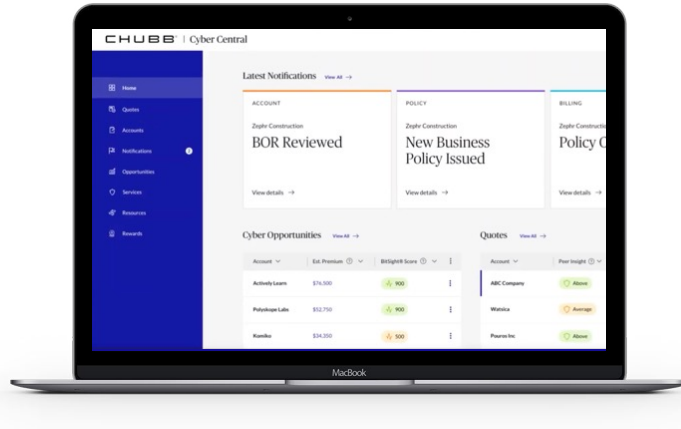 CHUBB® | Cyber Central
Home
Quotes
Accounts
Notifications
Opportunities
Services
Resources
Rewards
Latest Notifications View All →
ACCOUNT
Zephr Construction
BOR Reviewed
View details →
POLICY
Zephr Construction
New Business
Policy Issued
View details →
BILLING
Zephr Constructio
Policy C
View details →
Cyber Opportunities View All →
Account Est. Premium BitSight® Score
Actively Learn $76,500 900
Polyskope Labs $52,750 900
Komiko $34,350 500
Quotes View All →
Account Peer Insight
ABC Company Above
Watsica Average
Pouros Inc Above
MacBook